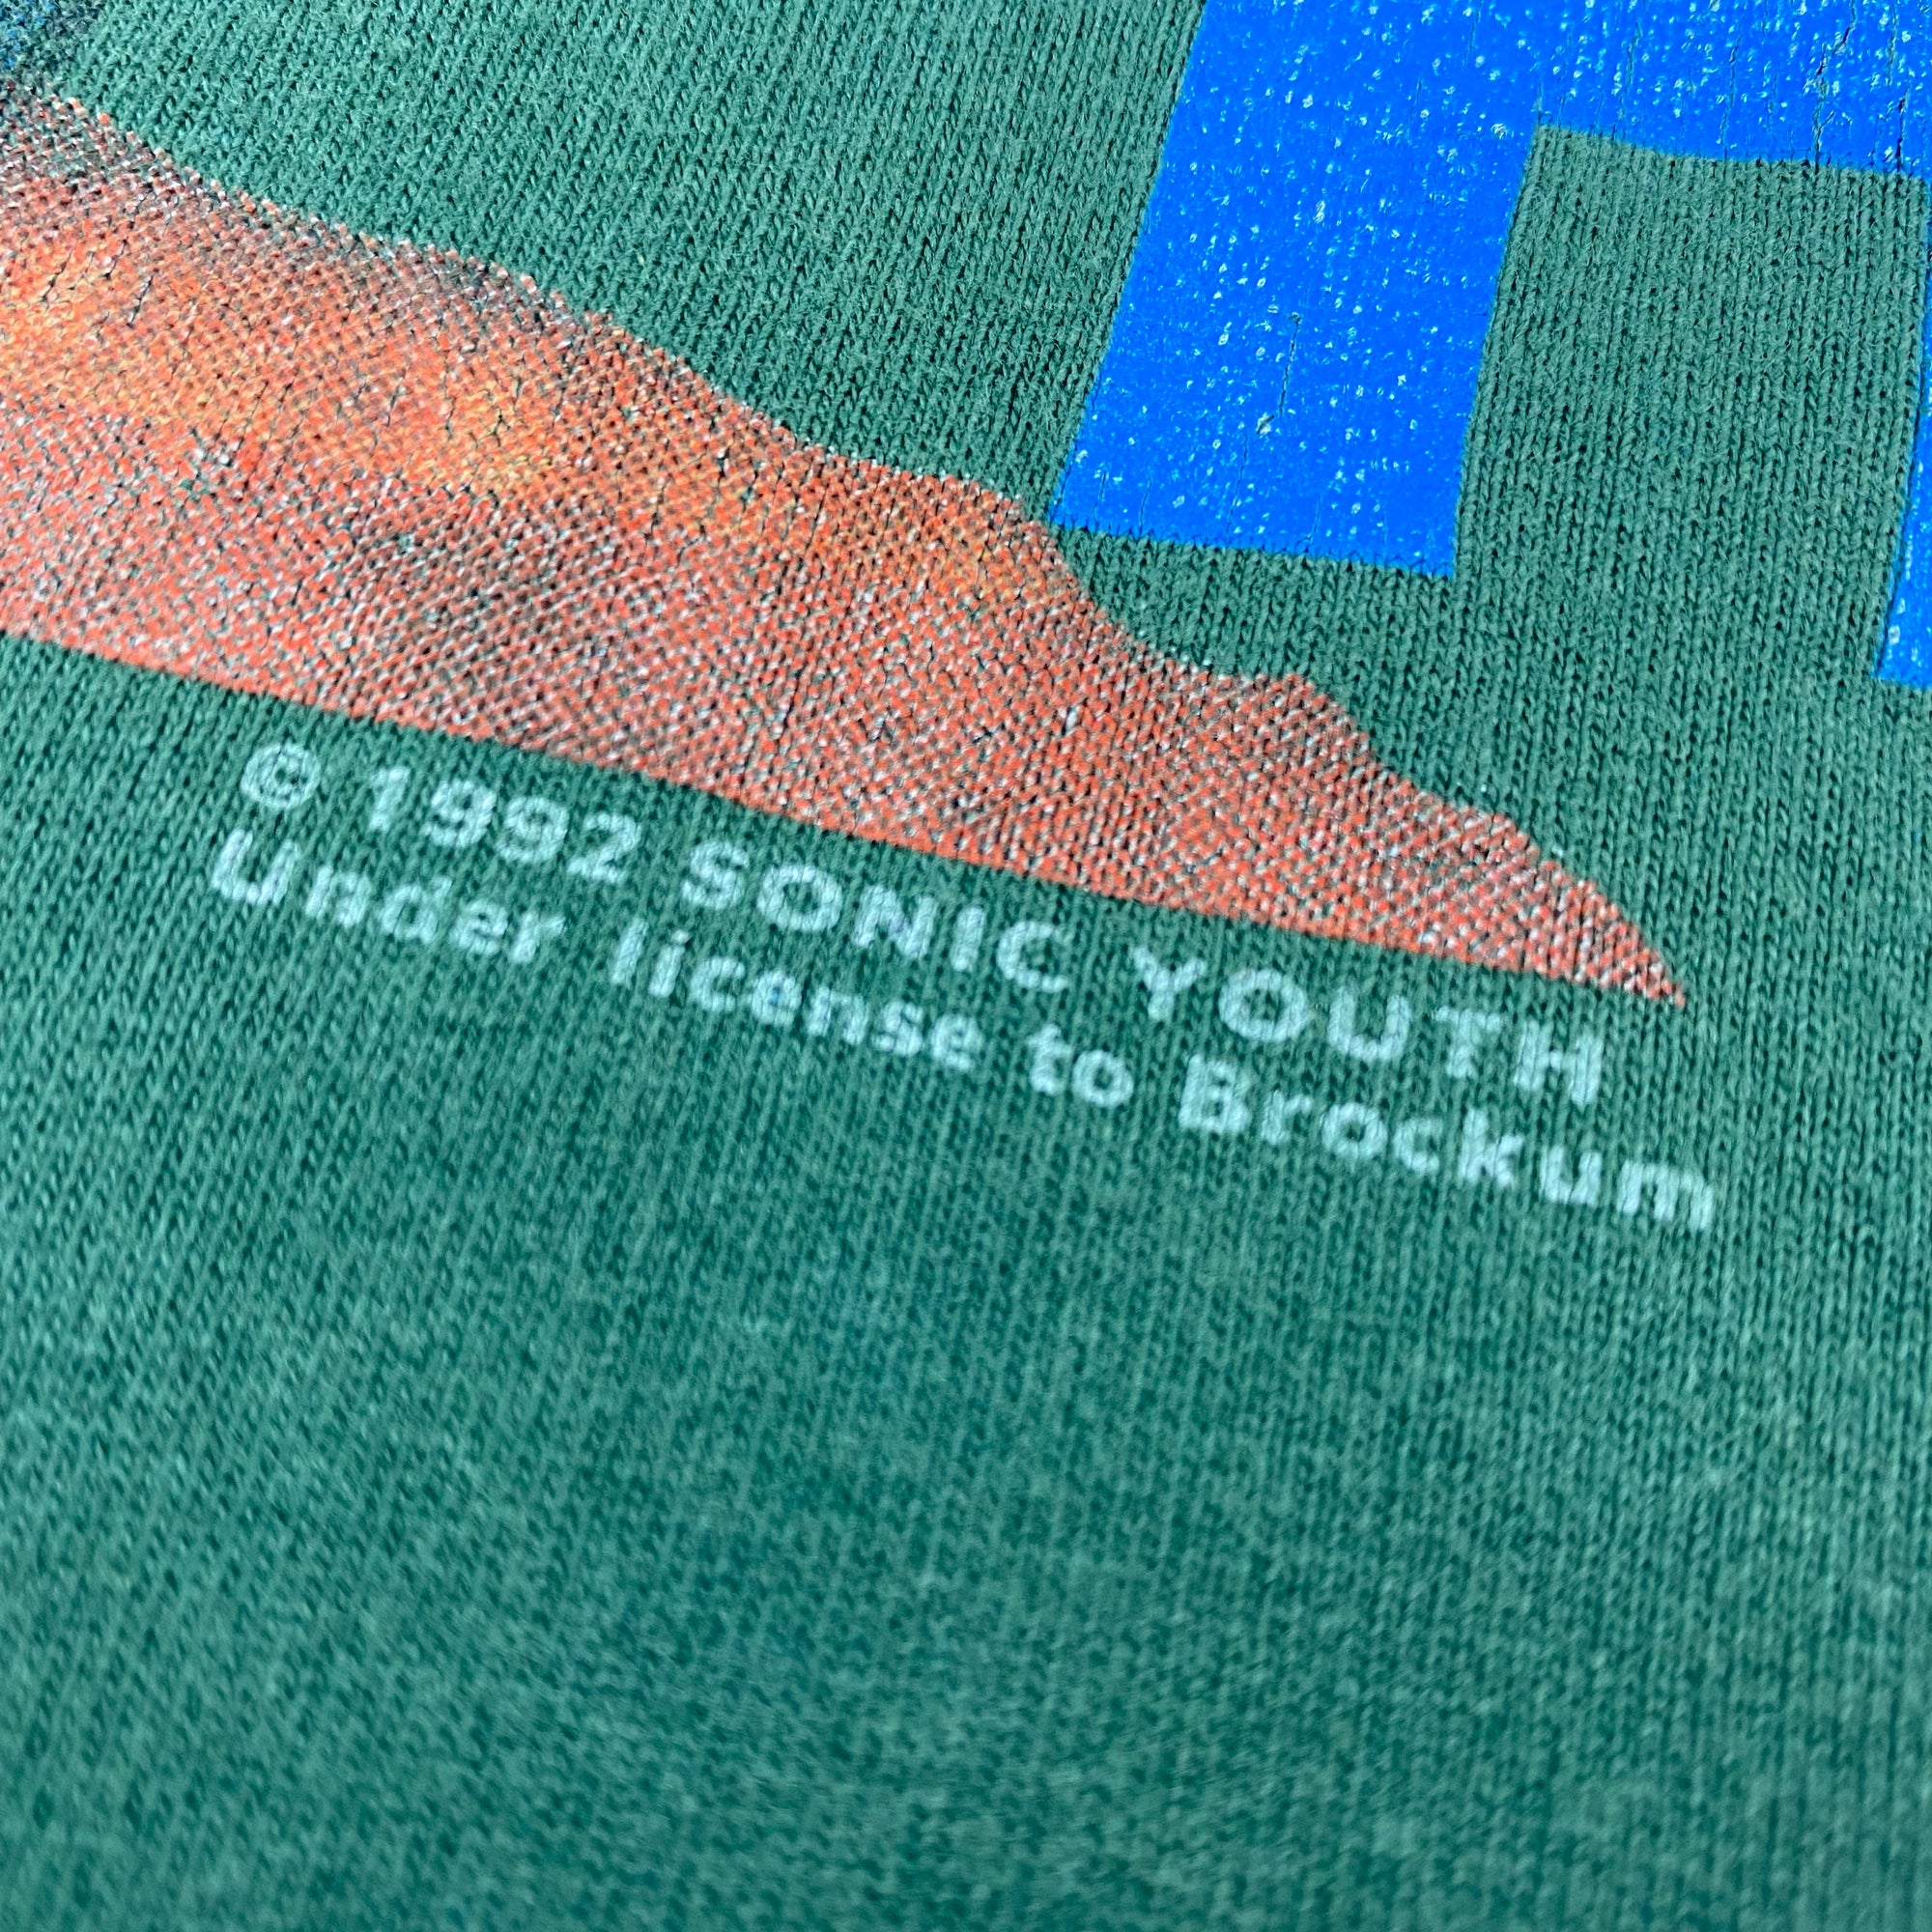 © 1992 SONIC YOUTH
Under license to Brockum